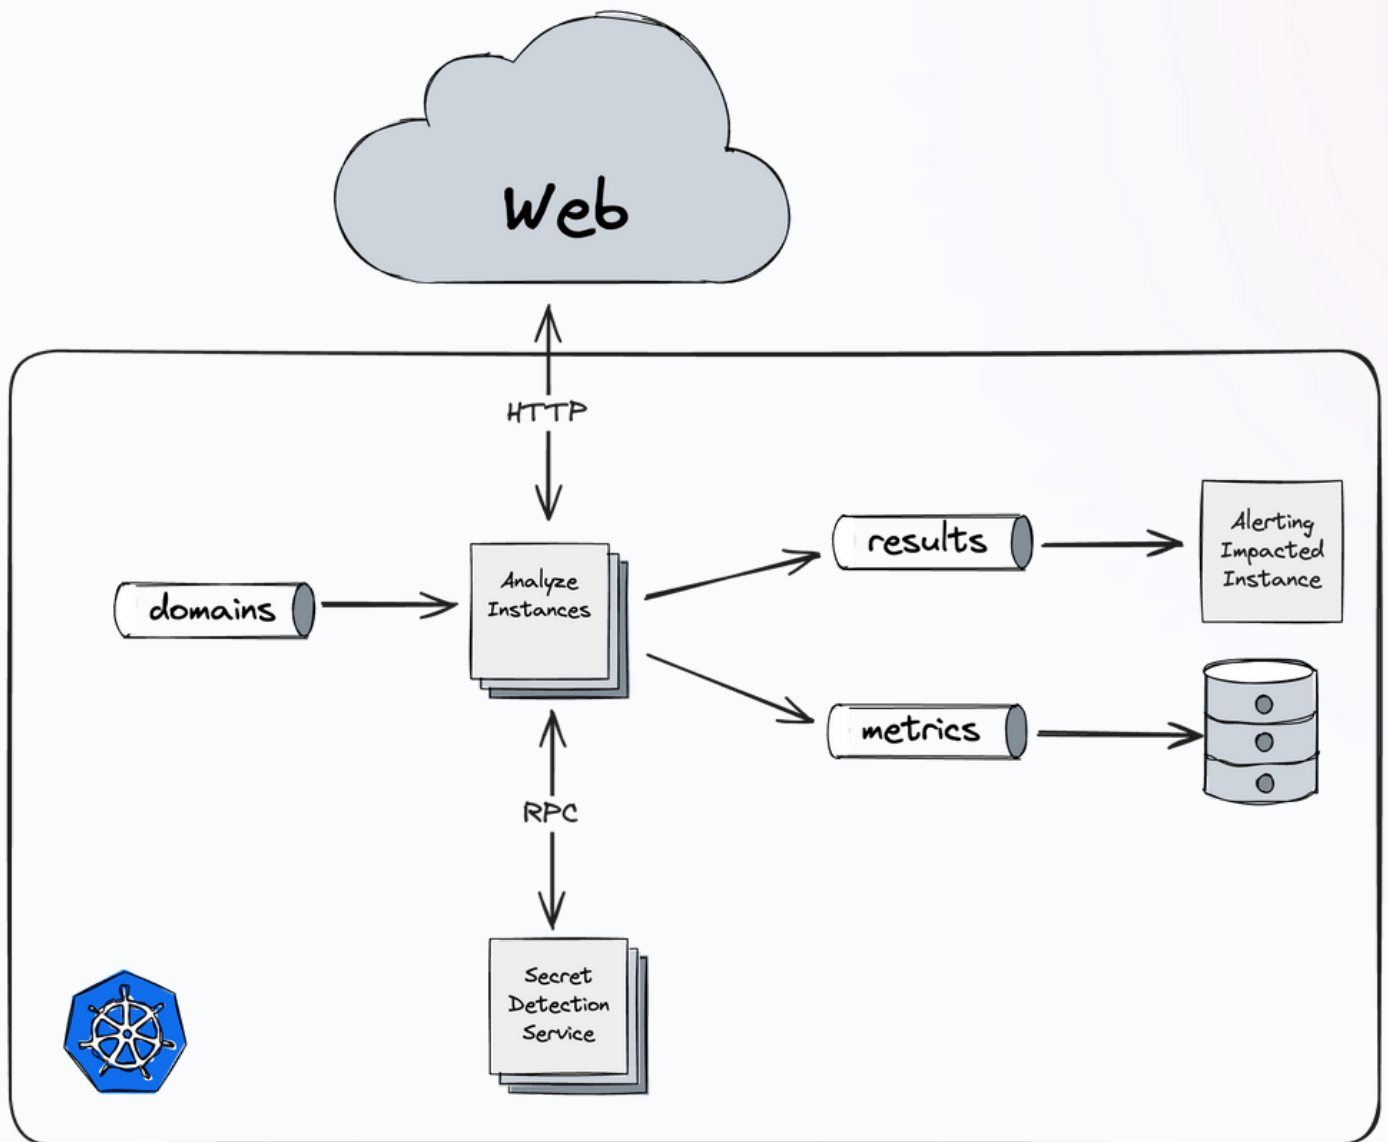 Web
HTTP
domains
Analyze
Instances
results
Alerting
Impacted
Instance
metrics
RPC
Secret
Detection
Service